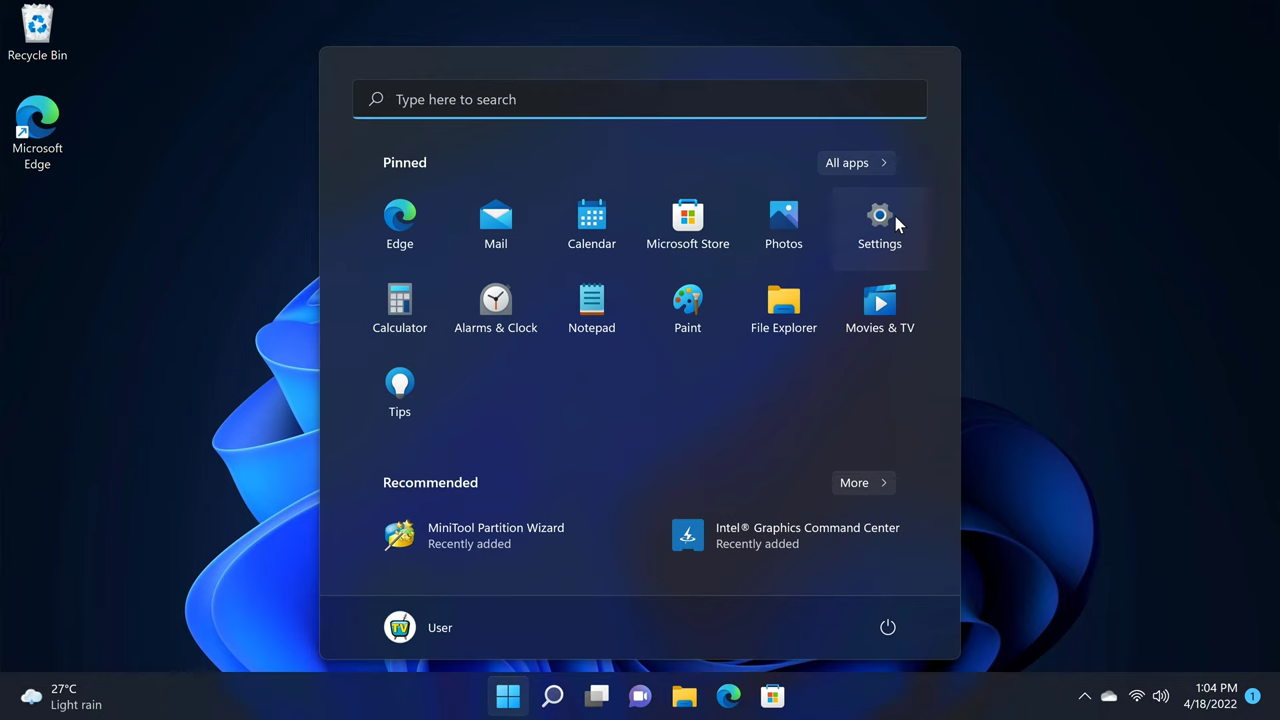 Recycle Bin
Microsoft
Edge
Type here to search
Pinned
All apps
Edge
Mail
Calendar
Microsoft Store
Photos
Settings
Calculator
Alarms & Clock
Notepad
Paint
File Explorer
Movies & TV
Tips
Recommended
More
MiniTool Partition Wizard
Recently added
Intel® Graphics Command Center
Recently added
TV
User
27°C
Light rain
1:04 PM
4/18/2022
1